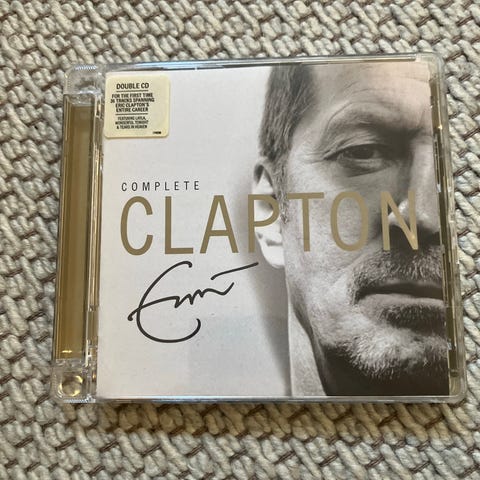 DOUBLE CD
FOR THE FIRST TIME
36 TRACKS SPANNING
ERIC CLAPTON'S
ENTIRE CAREER
FEATURING LAYLA,
WONDERFUL TONIGHT
& TEARS IN HEAVEN
COMPLETE
CLAPTON
Eric